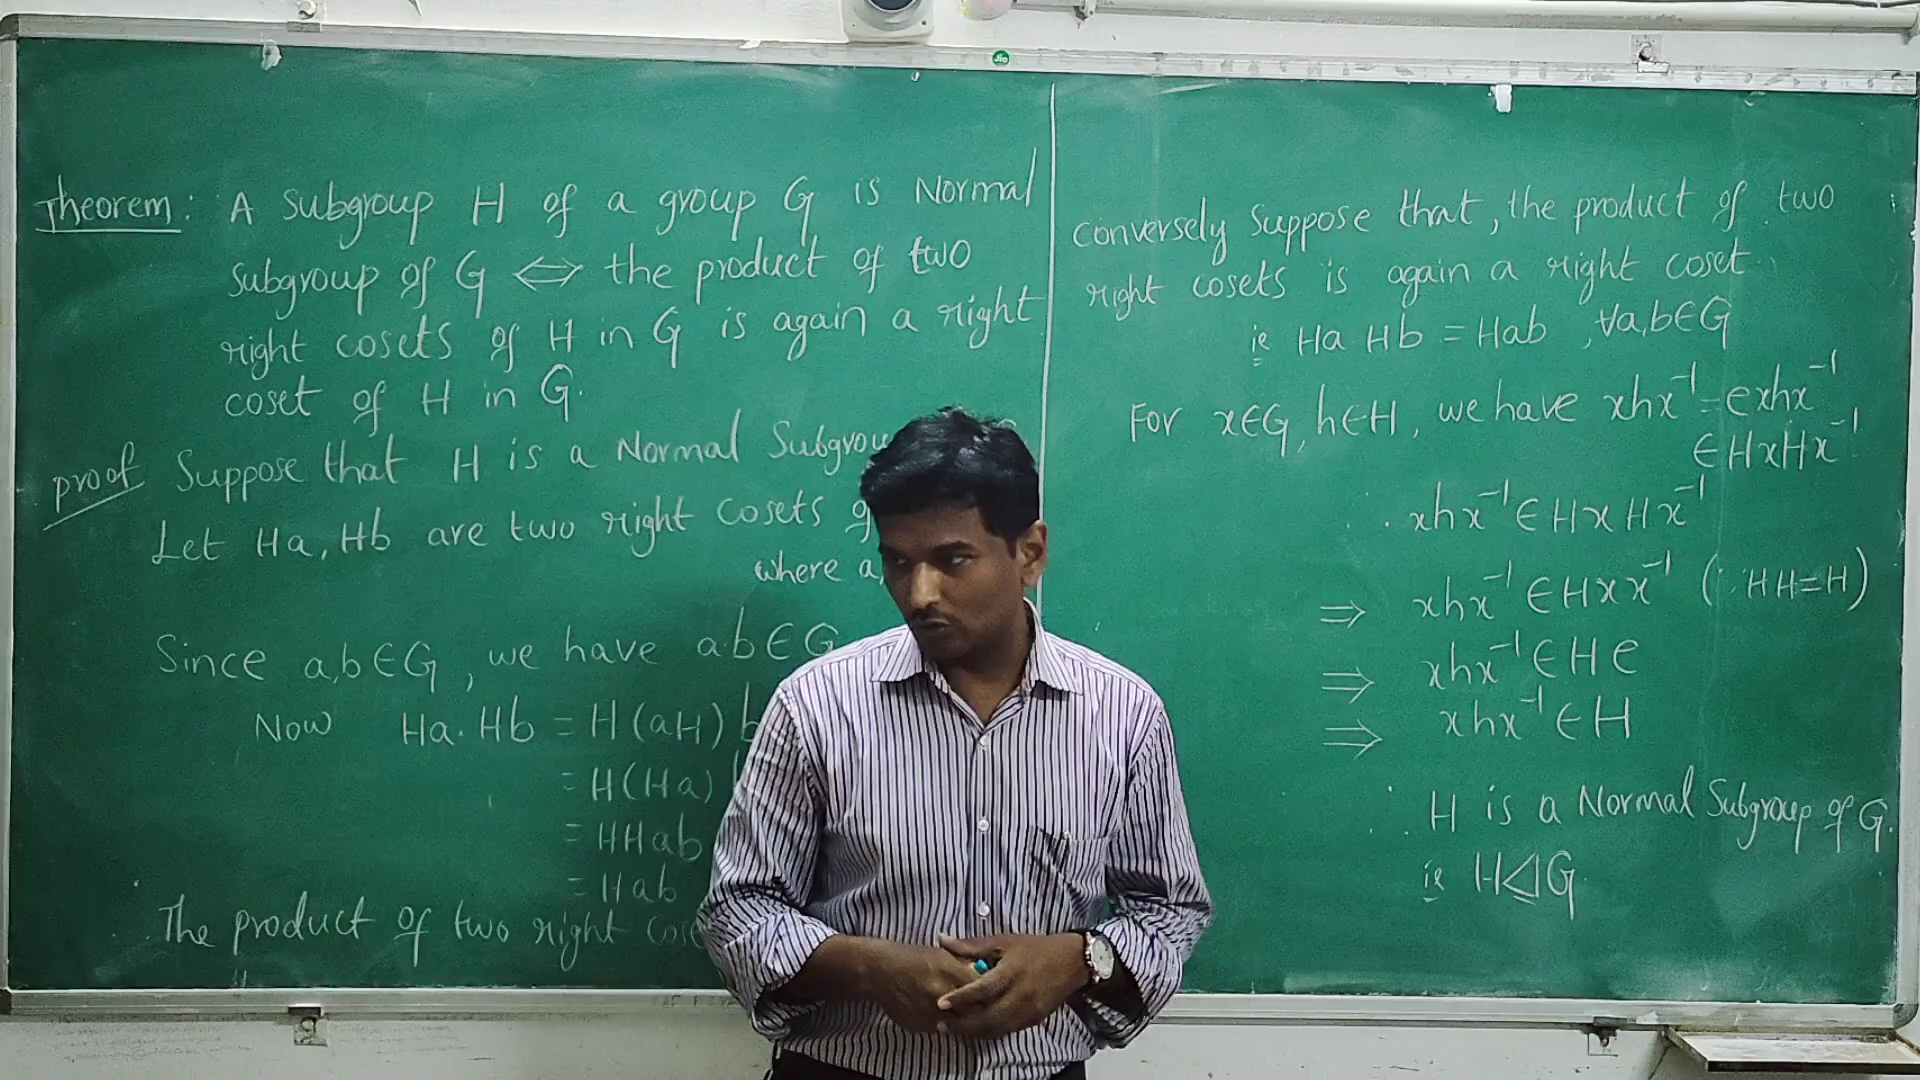 Theorem: A Subgroup H of a group G is Normal
Subgroup of G ⇔ the product of two
right cosets of H in G is again a right
coset of H in G.
proof Suppose that H is a Normal
Let Ha, Hb are two right cosets
where a,
Since a,b∈G, we have a.b∈G
Now Ha.Hb = H(aH)b
= H(Ha)
= HHab
= Hab
The product of two right
conversely Suppose that, the product of two
right cosets is again a right coset.
ie Ha Hb = Hab, ∀a,b∈G
For x∈G, h∈H, we have xhx⁻¹ = exhx⁻¹
∈HxHx⁻¹
xhx⁻¹∈HxHx⁻¹
⇒ xhx⁻¹∈Hxx⁻¹ (∵ HH=H)
⇒ xhx⁻¹∈He
⇒ xhx⁻¹∈H
∴ H is a Normal Subgroup of G.
ie H⊴G
Jio